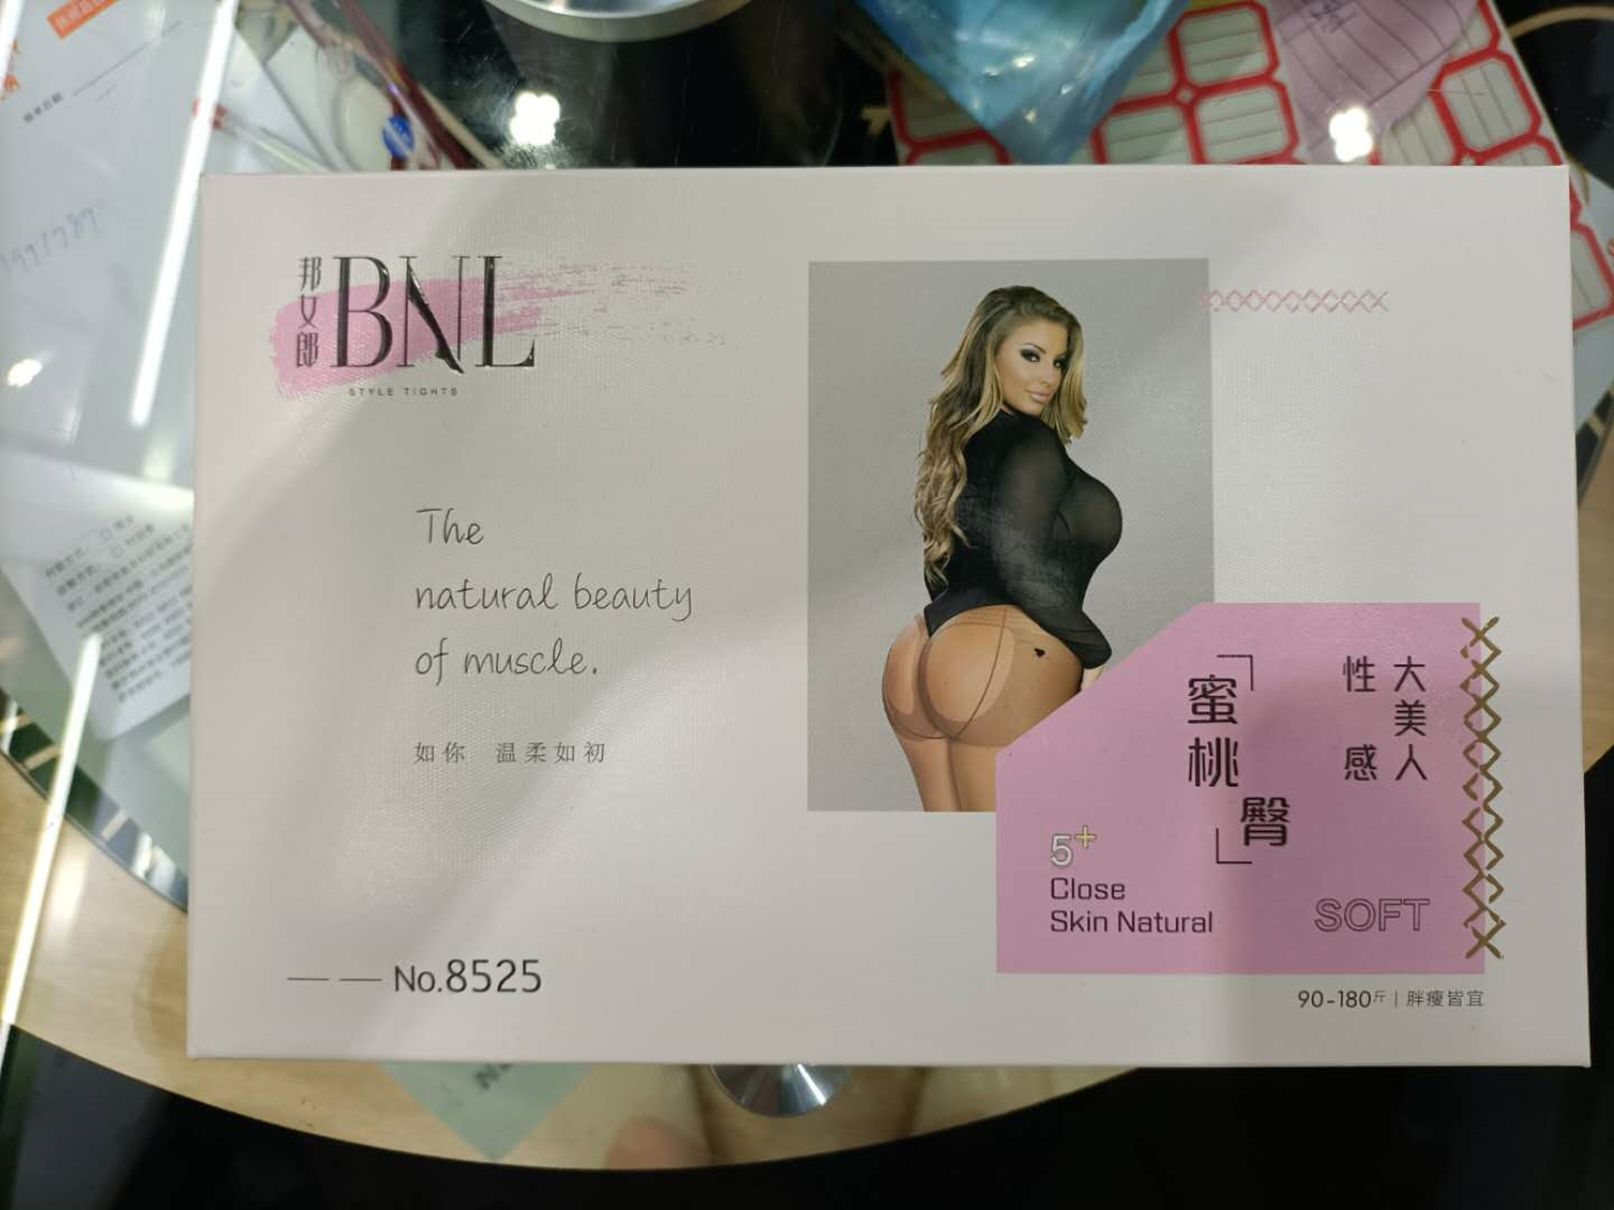 邦女郎
BNL
STYLE TIGHTS
The
natural beauty
of muscle.
如你 温柔如初
No.8525
大美人
性感
「蜜桃臀」
5+
Close
Skin Natural
SOFT
90-180斤 | 胖瘦皆宜